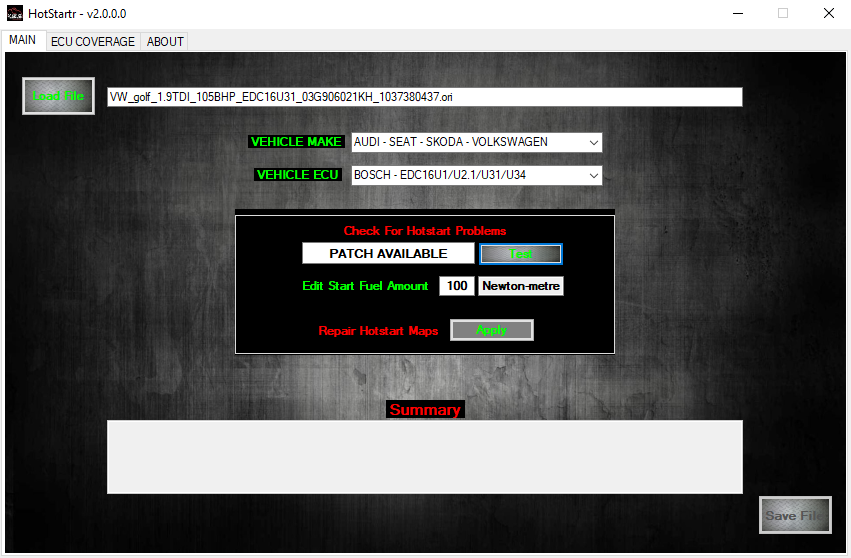 HotStartr - v2.0.0.0
MAIN ECU COVERAGE ABOUT
Load File
VW_golf_1.9TDI_105BHP_EDC16U31_03G906021KH_1037380437.ori
VEHICLE MAKE AUDI - SEAT - SKODA - VOLKSWAGEN
VEHICLE ECU BOSCH - EDC16U1/U2.1/U31/U34
Check For Hotstart Problems
PATCH AVAILABLE Test
Edit Start Fuel Amount 100 Newton-metre
Repair Hotstart Maps Apply
Summary
Save File